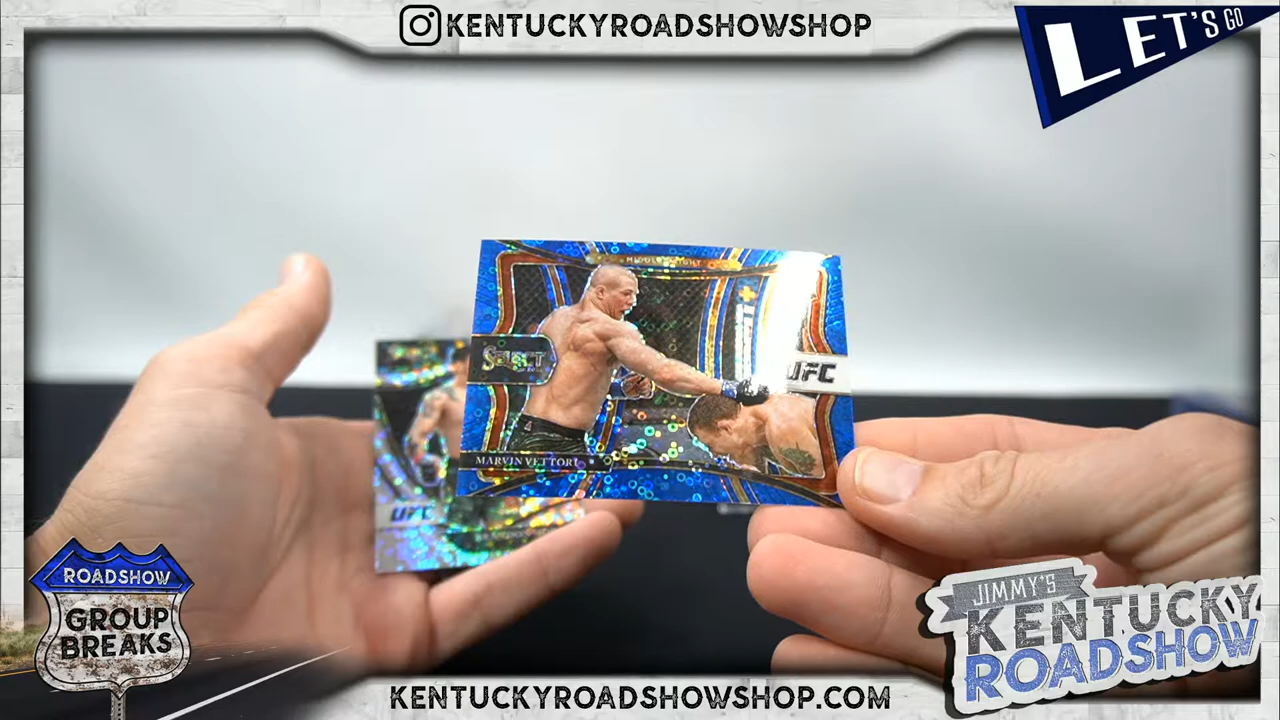 KENTUCKYROADSHOWSHOP
LET'S GO
MIDDLEWEIGHT
SELECT
UFC
MARVIN VETTORI
UFC
ROADSHOW
GROUP
BREAKS
JIMMY'S
KENTUCKY
ROADSHOW
KENTUCKYROADSHOWSHOP.COM